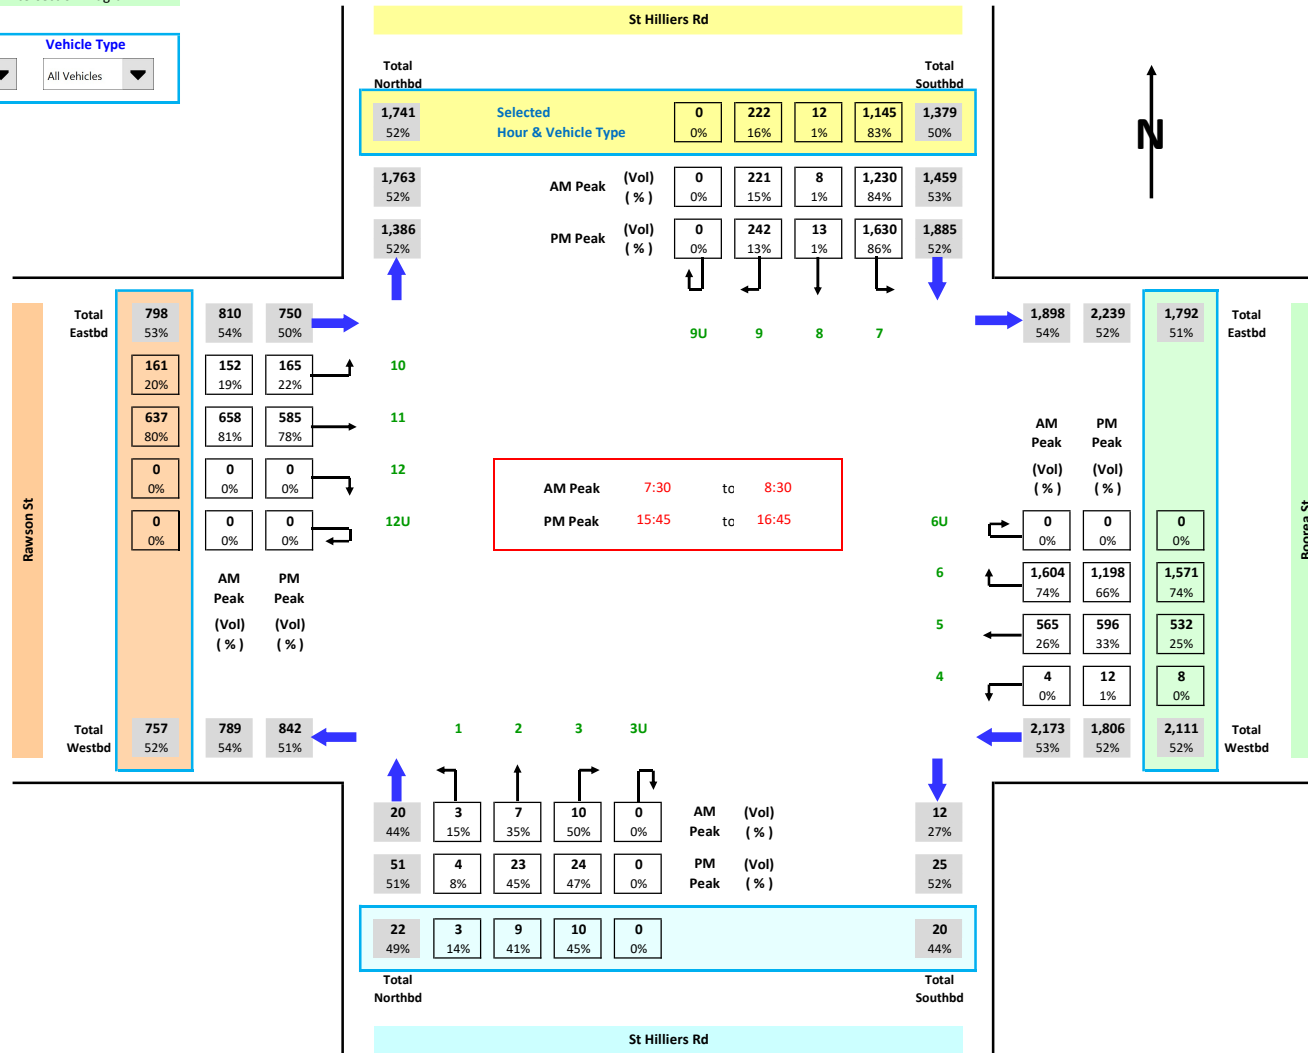 St Hilliers Rd
Vehicle Type
All Vehicles
Total Northbd
Total Southbd
1,741 Selected 0 222 12 1,145 1,379
52% Hour & Vehicle Type 0% 16% 1% 83% 50%
N
1,763 AM Peak (Vol) 0 221 8 1,230 1,459
52% (%) 0% 15% 1% 84% 53%
1,386 PM Peak (Vol) 0 242 13 1,630 1,885
52% (%) 0% 13% 1% 86% 52%
9U 9 8 7
Total Eastbd 798 810 750
53% 54% 50%
1,898 2,239 1,792 Total Eastbd
54% 52% 51%
161 152 165 10
20% 19% 22%
637 658 585 11
80% 81% 78%
0 0 0 12
0% 0% 0%
0 0 0 12U
0% 0% 0%
AM Peak PM Peak
(Vol) (Vol)
(%) (%)
Rawson St
AM Peak 7:30 to 8:30
PM Peak 15:45 to 16:45
AM Peak PM Peak
(Vol) (Vol)
(%) (%)
6U 0 0 0
0% 0% 0%
6 1,604 1,198 1,571
74% 66% 74%
5 565 596 532
26% 33% 25%
4 4 12 8
0% 1% 0%
Boorea St
Total Westbd 757 789 842
52% 54% 51%
2,173 1,806 2,111 Total Westbd
53% 52% 52%
1 2 3 3U
20 3 7 10 0 AM Peak (Vol) 12
44% 15% 35% 50% 0% (%) 27%
51 4 23 24 0 PM Peak (Vol) 25
51% 8% 45% 47% 0% (%) 52%
22 3 9 10 0 20
49% 14% 41% 45% 0% 44%
Total Northbd
Total Southbd
St Hilliers Rd